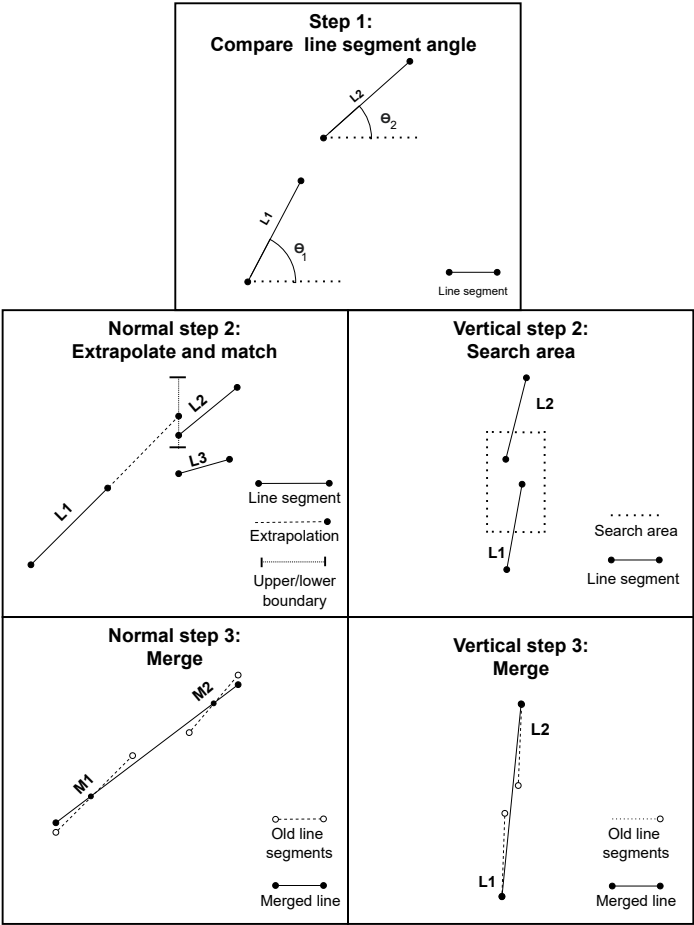 Step 1:
Compare line segment angle
L2
Θ2
L1
Θ1
Line segment
Normal step 2:
Extrapolate and match
L2
L3
L1
Line segment
Extrapolation
Upper/lower
boundary
Vertical step 2:
Search area
L2
L1
Search area
Line segment
Normal step 3:
Merge
M2
M1
Old line
segments
Merged line
Vertical step 3:
Merge
L2
L1
Old line
segments
Merged line